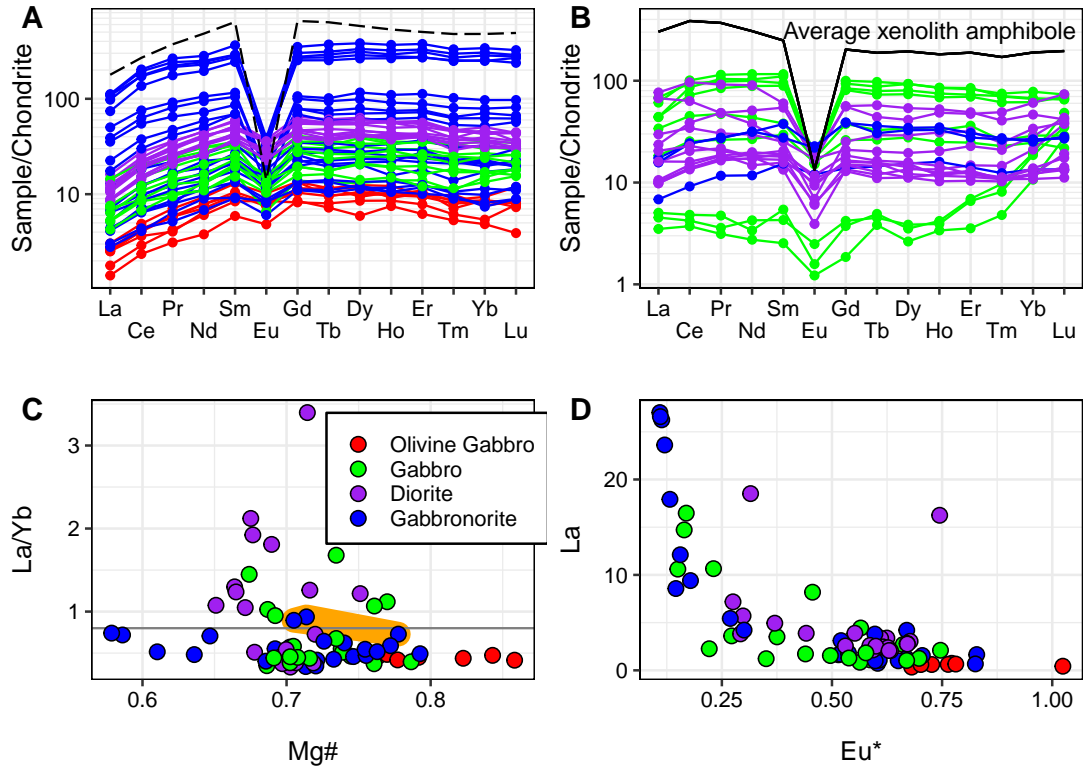 A
Sample/Chondrite
100
10
La Pr Sm Gd Dy Er Yb
Ce Nd Eu Tb Ho Tm Lu
B
Average xenolith amphibole
Sample/Chondrite
100
10
1
La Pr Sm Gd Dy Er Yb
Ce Nd Eu Tb Ho Tm Lu
C
La/Yb
3
2
1
0.6 0.7 0.8
Mg#
Olivine Gabbro
Gabbro
Diorite
Gabbronorite
D
La
20
10
0
0.25 0.50 0.75 1.00
Eu*